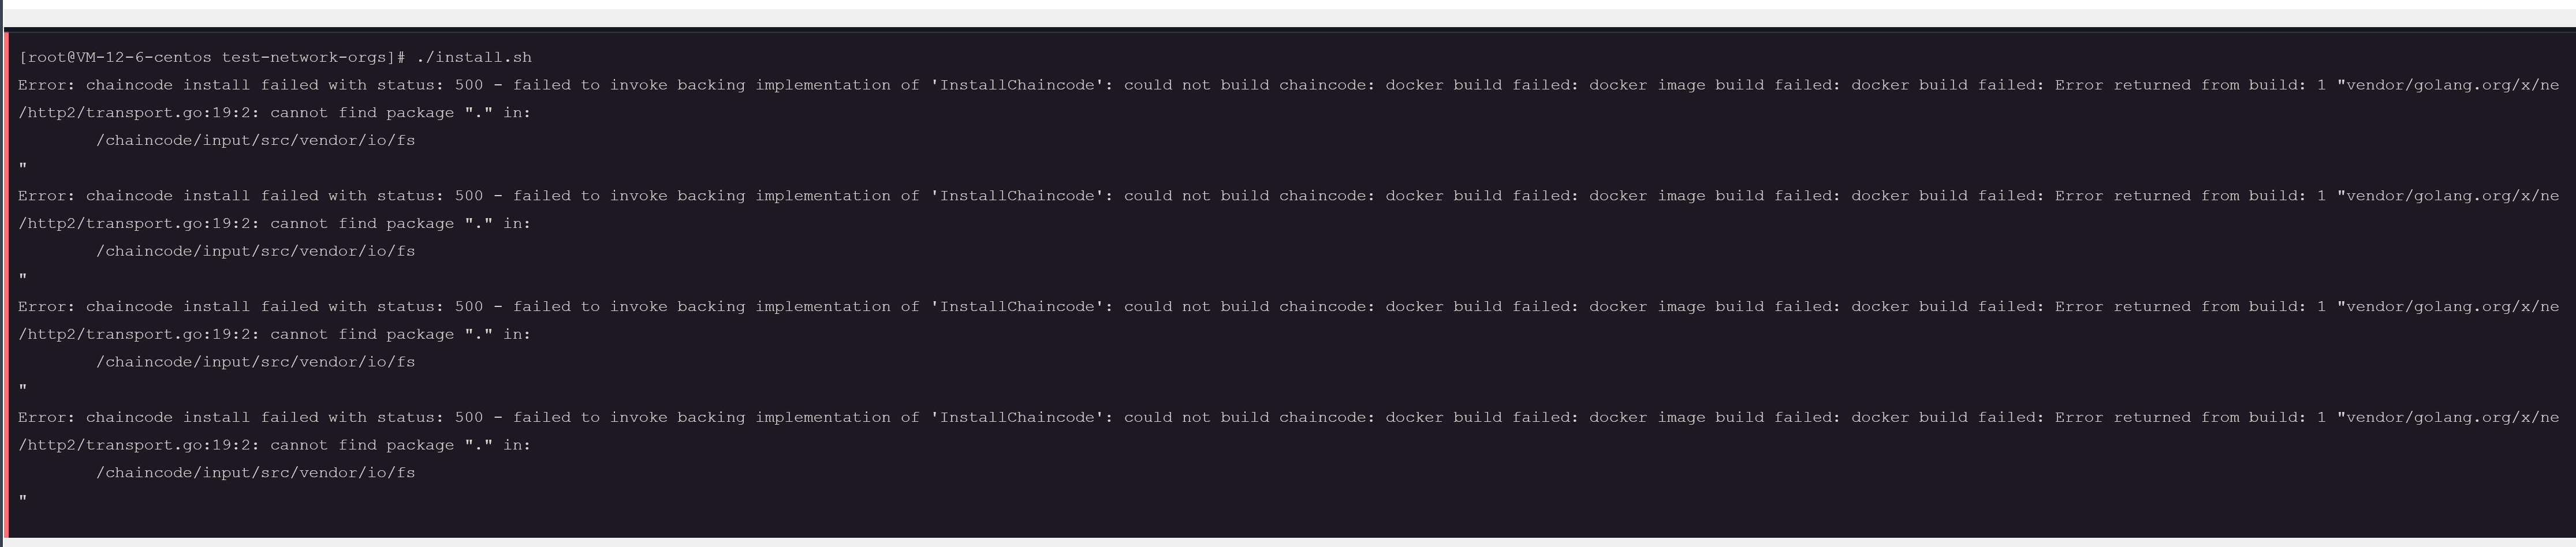 [root@VM-12-6-centos test-network-orgs]# ./install.sh
Error: chaincode install failed with status: 500 - failed to invoke backing implementation of 'InstallChaincode': could not build chaincode: docker build failed: docker image build failed: docker build failed: Error returned from build: 1 "vendor/golang.org/x/ne
/http2/transport.go:19:2: cannot find package "." in:
        /chaincode/input/src/vendor/io/fs
"
Error: chaincode install failed with status: 500 - failed to invoke backing implementation of 'InstallChaincode': could not build chaincode: docker build failed: docker image build failed: docker build failed: Error returned from build: 1 "vendor/golang.org/x/ne
/http2/transport.go:19:2: cannot find package "." in:
        /chaincode/input/src/vendor/io/fs
"
Error: chaincode install failed with status: 500 - failed to invoke backing implementation of 'InstallChaincode': could not build chaincode: docker build failed: docker image build failed: docker build failed: Error returned from build: 1 "vendor/golang.org/x/ne
/http2/transport.go:19:2: cannot find package "." in:
        /chaincode/input/src/vendor/io/fs
"
Error: chaincode install failed with status: 500 - failed to invoke backing implementation of 'InstallChaincode': could not build chaincode: docker build failed: docker image build failed: docker build failed: Error returned from build: 1 "vendor/golang.org/x/ne
/http2/transport.go:19:2: cannot find package "." in:
        /chaincode/input/src/vendor/io/fs
"